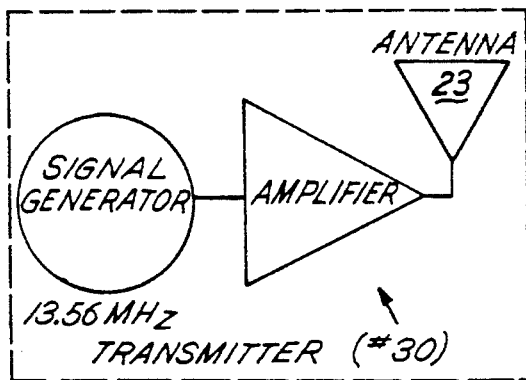 ANTENNA
23
SIGNAL
GENERATOR
AMPLIFIER
13.56 MHz
TRANSMITTER (#30)